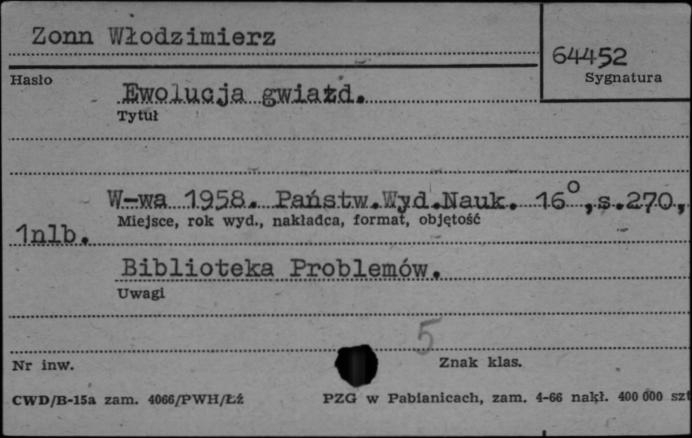 Zonn Włodzimierz
64452
Hasło
Sygnatura
Ewolucja gwiazd.
Tytuł
W-wa 1958. Państw.Wyd.Nauk. 16°,s.270,
Miejsce, rok wyd., nakładca, format, objętość
1nlb.
Biblioteka Problemów.
Uwagi
5
Nr inw.
Znak klas.
CWD/B-15a zam. 4066/PWH/Łź
PZG w Pabianicach, zam. 4-66 nakł. 400 000 szt